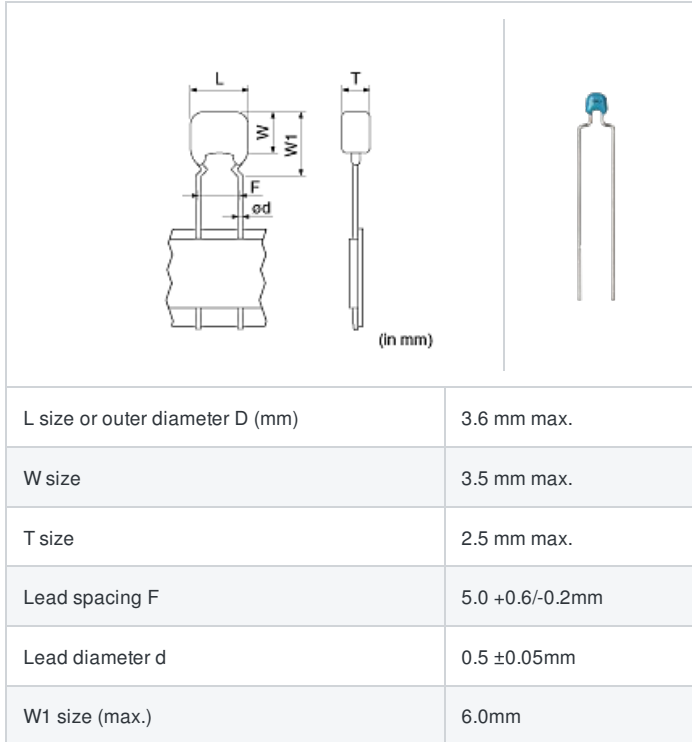 L
T
W
W1
F
ød
(in mm)
L size or outer diameter D (mm) 3.6 mm max.
W size 3.5 mm max.
T size 2.5 mm max.
Lead spacing F 5.0 +0.6/-0.2mm
Lead diameter d 0.5 ±0.05mm
W1 size (max.) 6.0mm